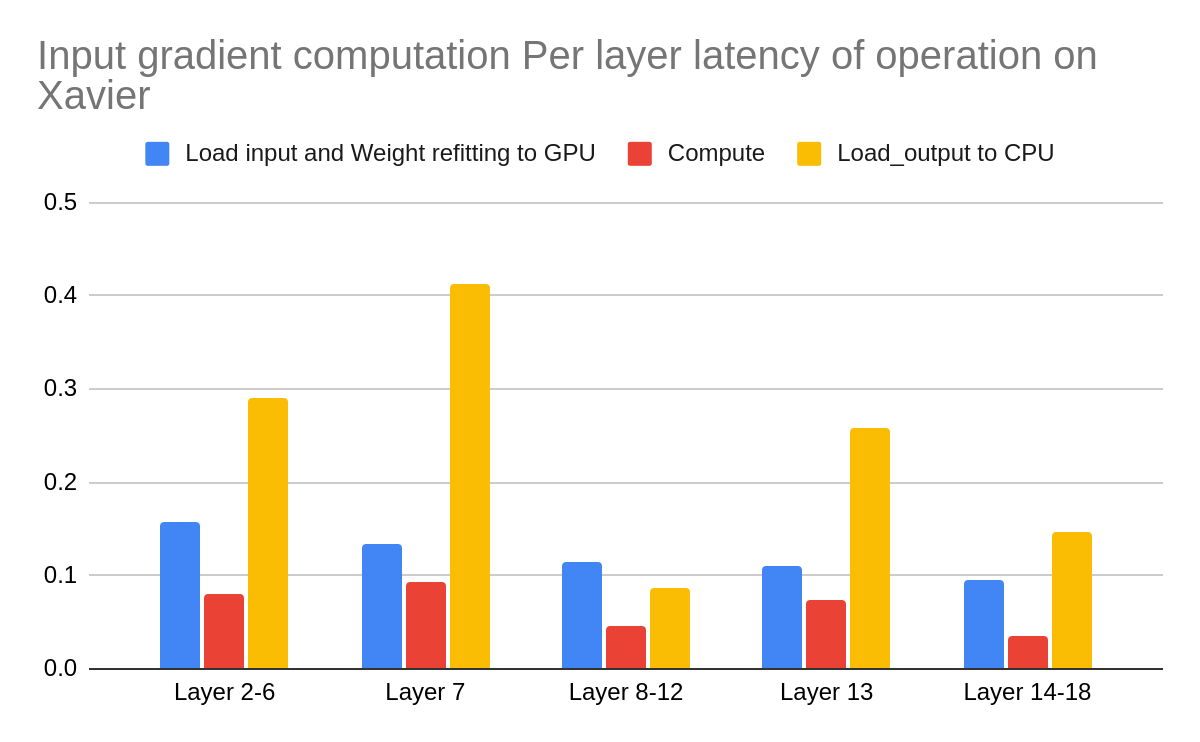 Input gradient computation Per layer latency of operation on
Xavier
Load input and Weight refitting to GPU Compute Load_output to CPU
0.5
0.4
0.3
0.2
0.1
0.0
Layer 2-6 Layer 7 Layer 8-12 Layer 13 Layer 14-18